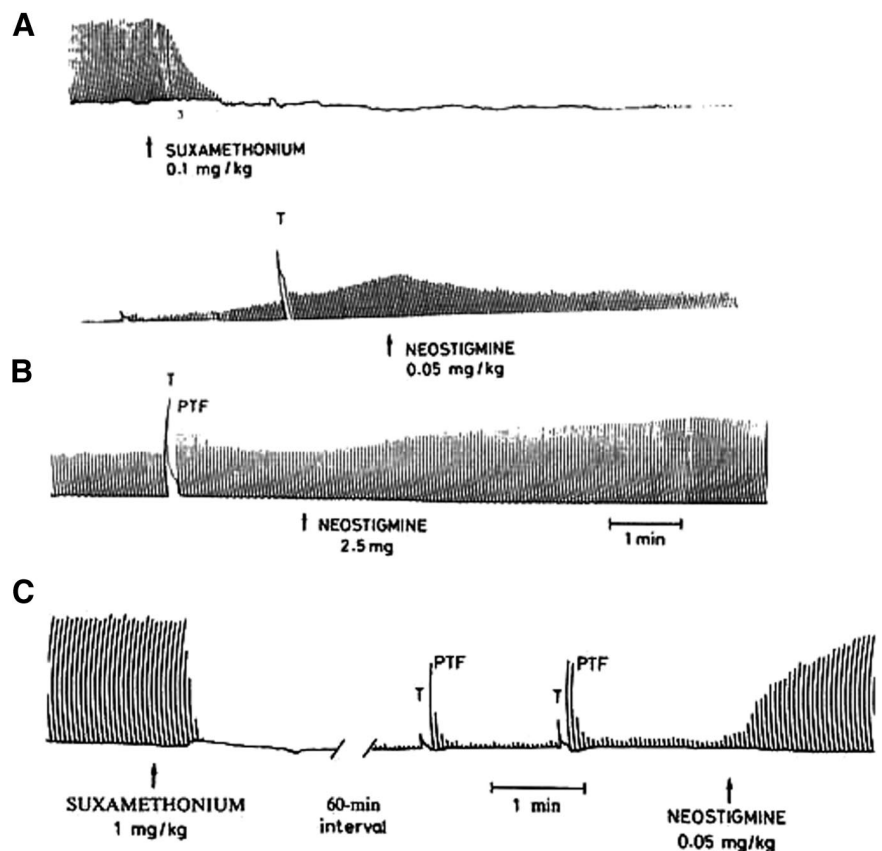 A
3
↑ SUXAMETHONIUM
0.1 mg/kg
T
↑ NEOSTIGMINE
0.05 mg/kg
B
T
PTF
↑ NEOSTIGMINE
2.5 mg
1 min
C
PTF PTF
T T
SUXAMETHONIUM
1 mg/kg
60-min
interval
1 min
NEOSTIGMINE
0.05 mg/kg